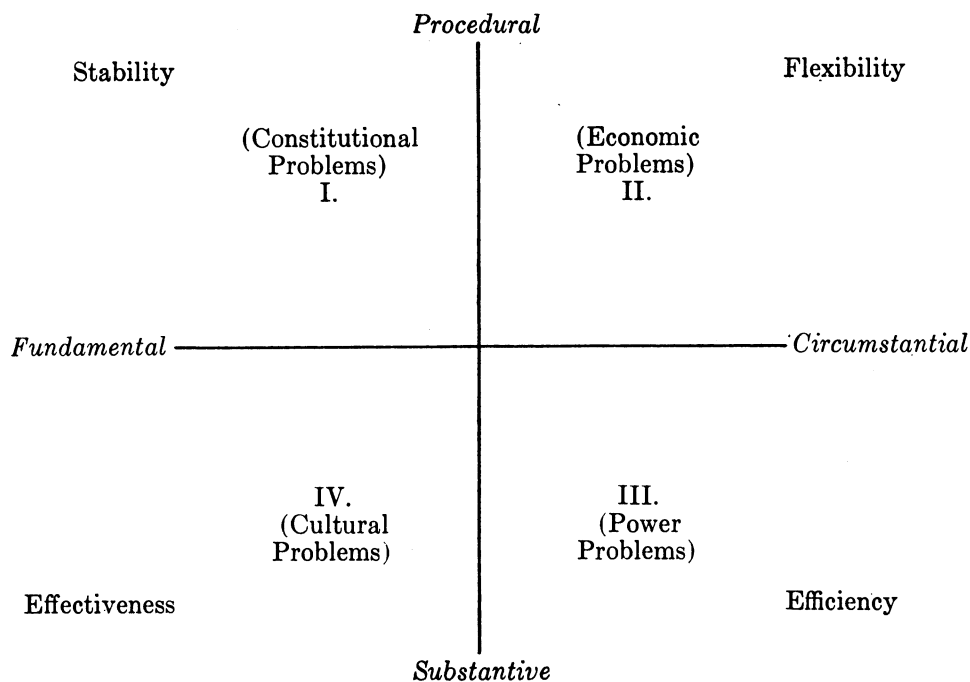 Procedural
Stability
Flexibility
(Constitutional
Problems)
I.
(Economic
Problems)
II.
Fundamental
Circumstantial
IV.
(Cultural
Problems)
III.
(Power
Problems)
Effectiveness
Efficiency
Substantive